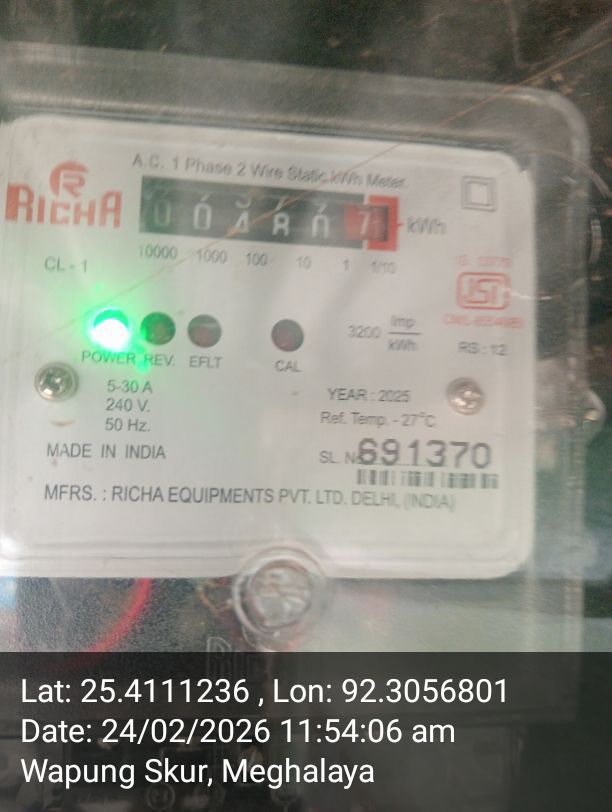 A.C. 1 Phase 2 Wire Static kWh Meter.
RICHA
kWh
10000 1000 100 10 1 1/10
CL - 1
3200 Imp/kWh
RS : 12
POWER REV. EFLT CAL
5-30 A
240 V.
50 Hz.
YEAR : 2025
Ref. Temp. - 27°C
MADE IN INDIA
SL. No. 691370
MFRS. : RICHA EQUIPMENTS PVT. LTD. DELHI, (INDIA)
Lat: 25.4111236 , Lon: 92.3056801
Date: 24/02/2026 11:54:06 am
Wapung Skur, Meghalaya